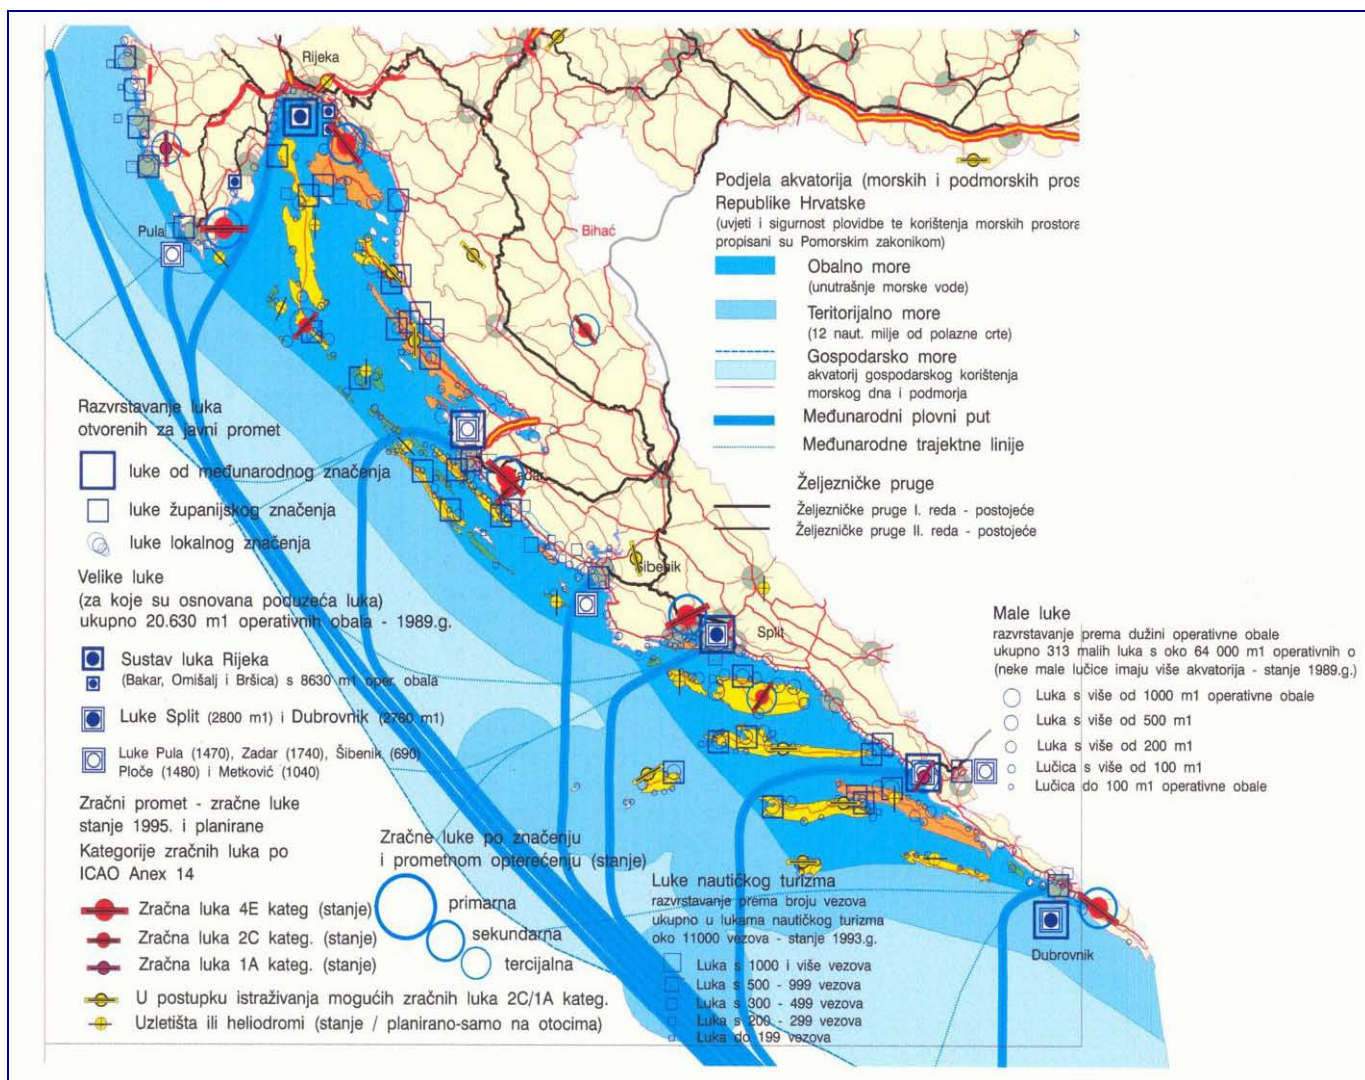 Rijeka
Pula
Bihać
Zadar
Šibenik
Split
Dubrovnik
Podjela akvatorija (morskih i podmorskih pros
Republike Hrvatske
(uvjeti i sigurnost plovidbe te korištenja morskih prostora
propisani su Pomorskim zakonikom)
Obalno more
(unutrašnje morske vode)
Teritorijalno more
(12 naut. milje od polazne crte)
Gospodarsko more
akvatorij gospodarskog korištenja
morskog dna i podmorja
Međunarodni plovni put
Međunarodne trajektne linije
Željezničke pruge
Željezničke pruge I. reda - postojeće
Željezničke pruge II. reda - postojeće
Razvrstavanje luka
otvorenih za javni promet
luke od međunarodnog značenja
luke županijskog značenja
luke lokalnog značenja
Velike luke
(za koje su osnovana poduzeća luka)
ukupno 20.630 m1 operativnih obala - 1989.g.
Sustav luka Rijeka
(Bakar, Omišalj i Bršica) s 8630 m1 oper. obala
Luke Split (2800 m1) i Dubrovnik (2760 m1)
Luke Pula (1470), Zadar (1740), Šibenik (690)
Ploče (1480) i Metković (1040)
Zračni promet - zračne luke
stanje 1995. i planirane
Kategorije zračnih luka po
ICAO Anex 14
Zračna luka 4E kateg (stanje)
Zračna luka 2C kateg. (stanje)
Zračna luka 1A kateg. (stanje)
U postupku istraživanja mogućih zračnih luka 2C/1A kateg.
Uzletišta ili heliodromi (stanje / planirano-samo na otocima)
Zračne luke po značenju
i prometnom opterećenju (stanje)
primarna
sekundarna
tercijalna
Luke nautičkog turizma
razvrstavanje prema broju vezova
ukupno u lukama nautičkog turizma
oko 11000 vezova - stanje 1993.g.
Luka s 1000 i više vezova
Luka s 500 - 999 vezova
Luka s 300 - 499 vezova
Luka s 200 - 299 vezova
Luka do 199 vezova
Male luke
razvrstavanje prema dužini operativne obale
ukupno 313 malih luka s oko 64 000 m1 operativnih o
(neke male lučice imaju više akvatorija - stanje 1989.g.)
Luka s više od 1000 m1 operativne obale
Luka s više od 500 m1
Luka s više od 200 m1
Lučica s više od 100 m1
Lučica do 100 m1 operativne obale